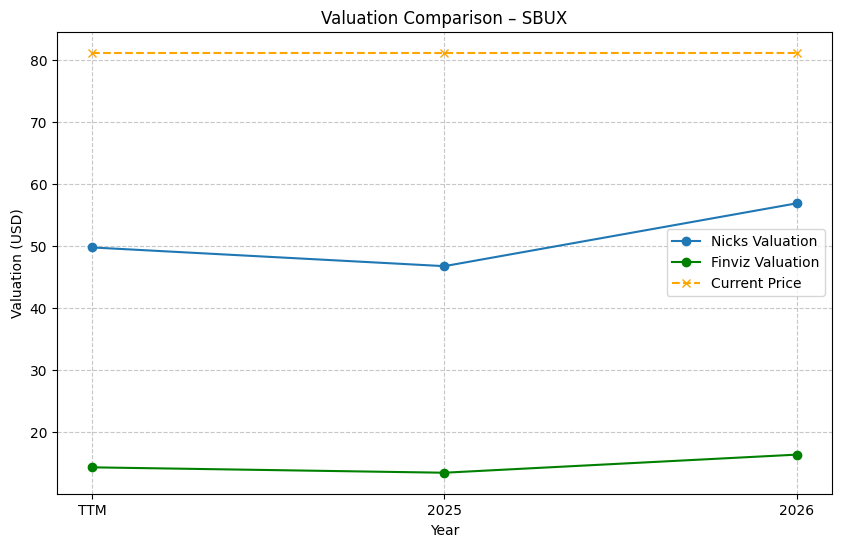 Valuation Comparison – SBUX
Valuation (USD)
80
70
60
50
40
30
20
Nicks Valuation
Finviz Valuation
Current Price
TTM
2025
2026
Year